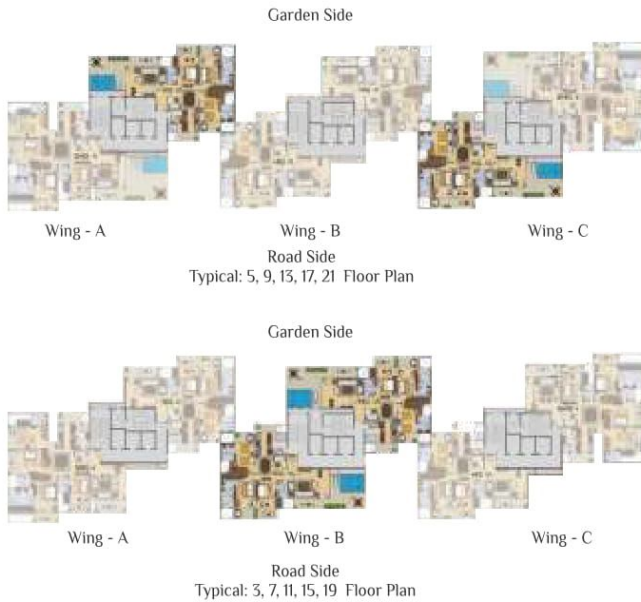 Garden Side
Wing - A
Wing - B
Wing - C
Road Side
Typical: 5, 9, 13, 17, 21 Floor Plan
Garden Side
Wing - A
Wing - B
Wing - C
Road Side
Typical: 3, 7, 11, 15, 19 Floor Plan